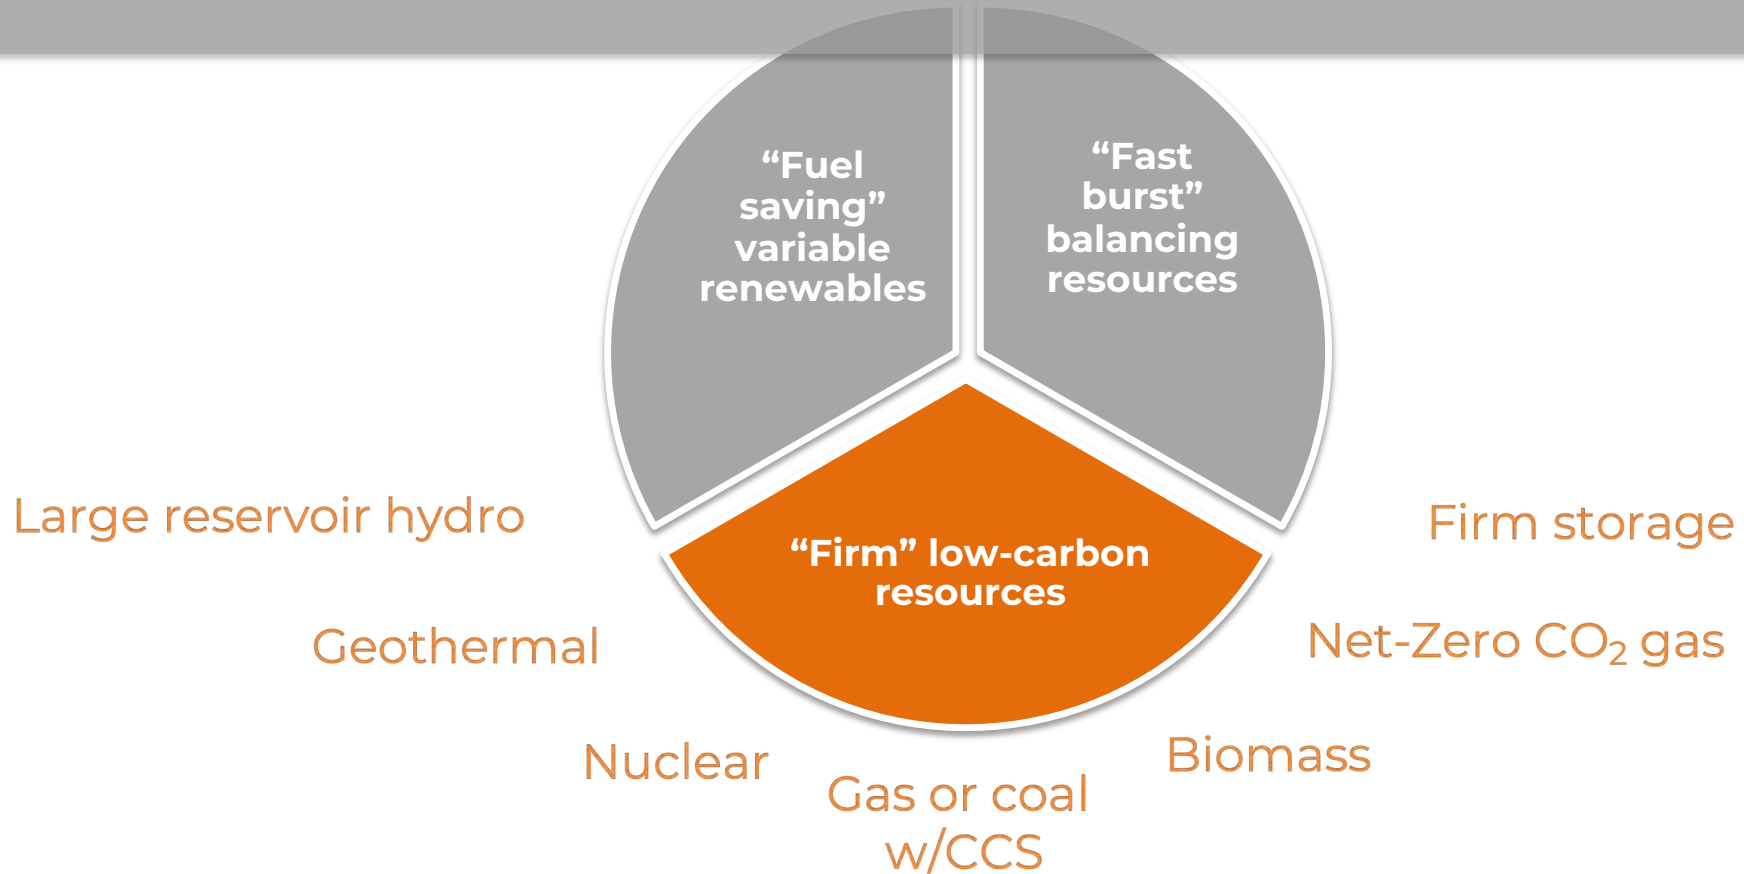 “Fuel
saving”
variable
renewables
“Fast
burst”
balancing
resources
“Firm” low-carbon
resources
Large reservoir hydro
Geothermal
Nuclear
Gas or coal
w/CCS
Biomass
Net-Zero CO₂ gas
Firm storage